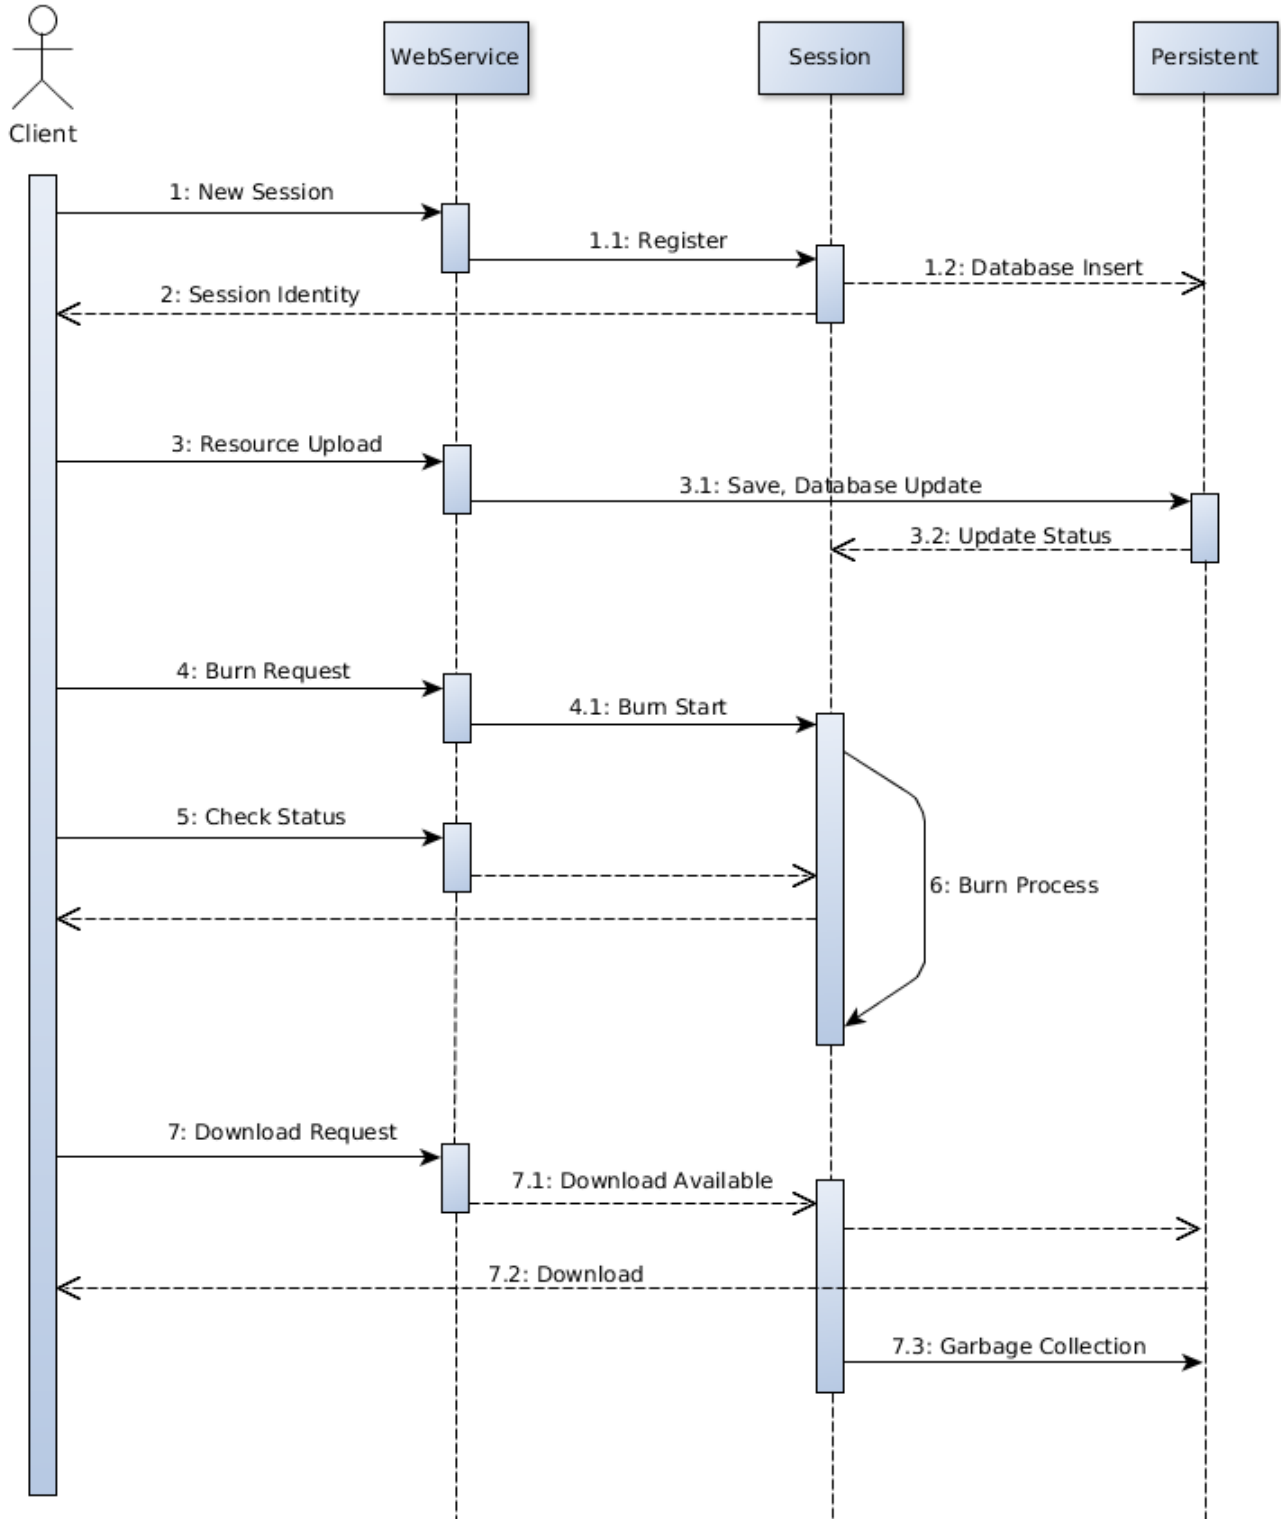 WebService
Session
Persistent
Client
1: New Session
1.1: Register
1.2: Database Insert
2: Session Identity
3: Resource Upload
3.1: Save, Database Update
3.2: Update Status
4: Burn Request
4.1: Burn Start
5: Check Status
6: Burn Process
7: Download Request
7.1: Download Available
7.2: Download
7.3: Garbage Collection